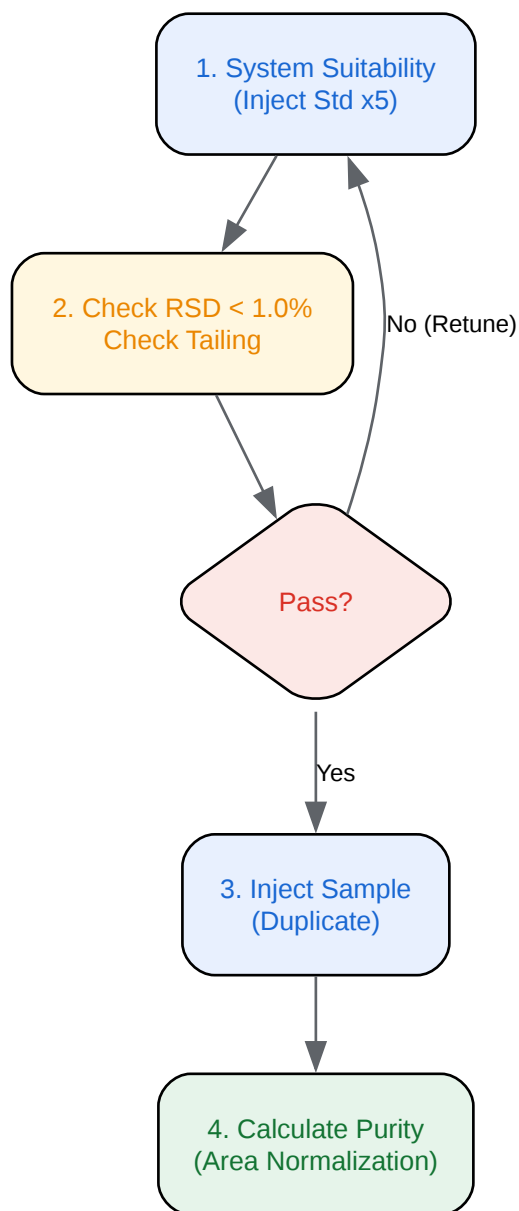 1. System Suitability
(Inject Std x5)
2. Check RSD < 1.0%
Check Tailing
No (Retune)
Pass?
Yes
3. Inject Sample
(Duplicate)
4. Calculate Purity
(Area Normalization)